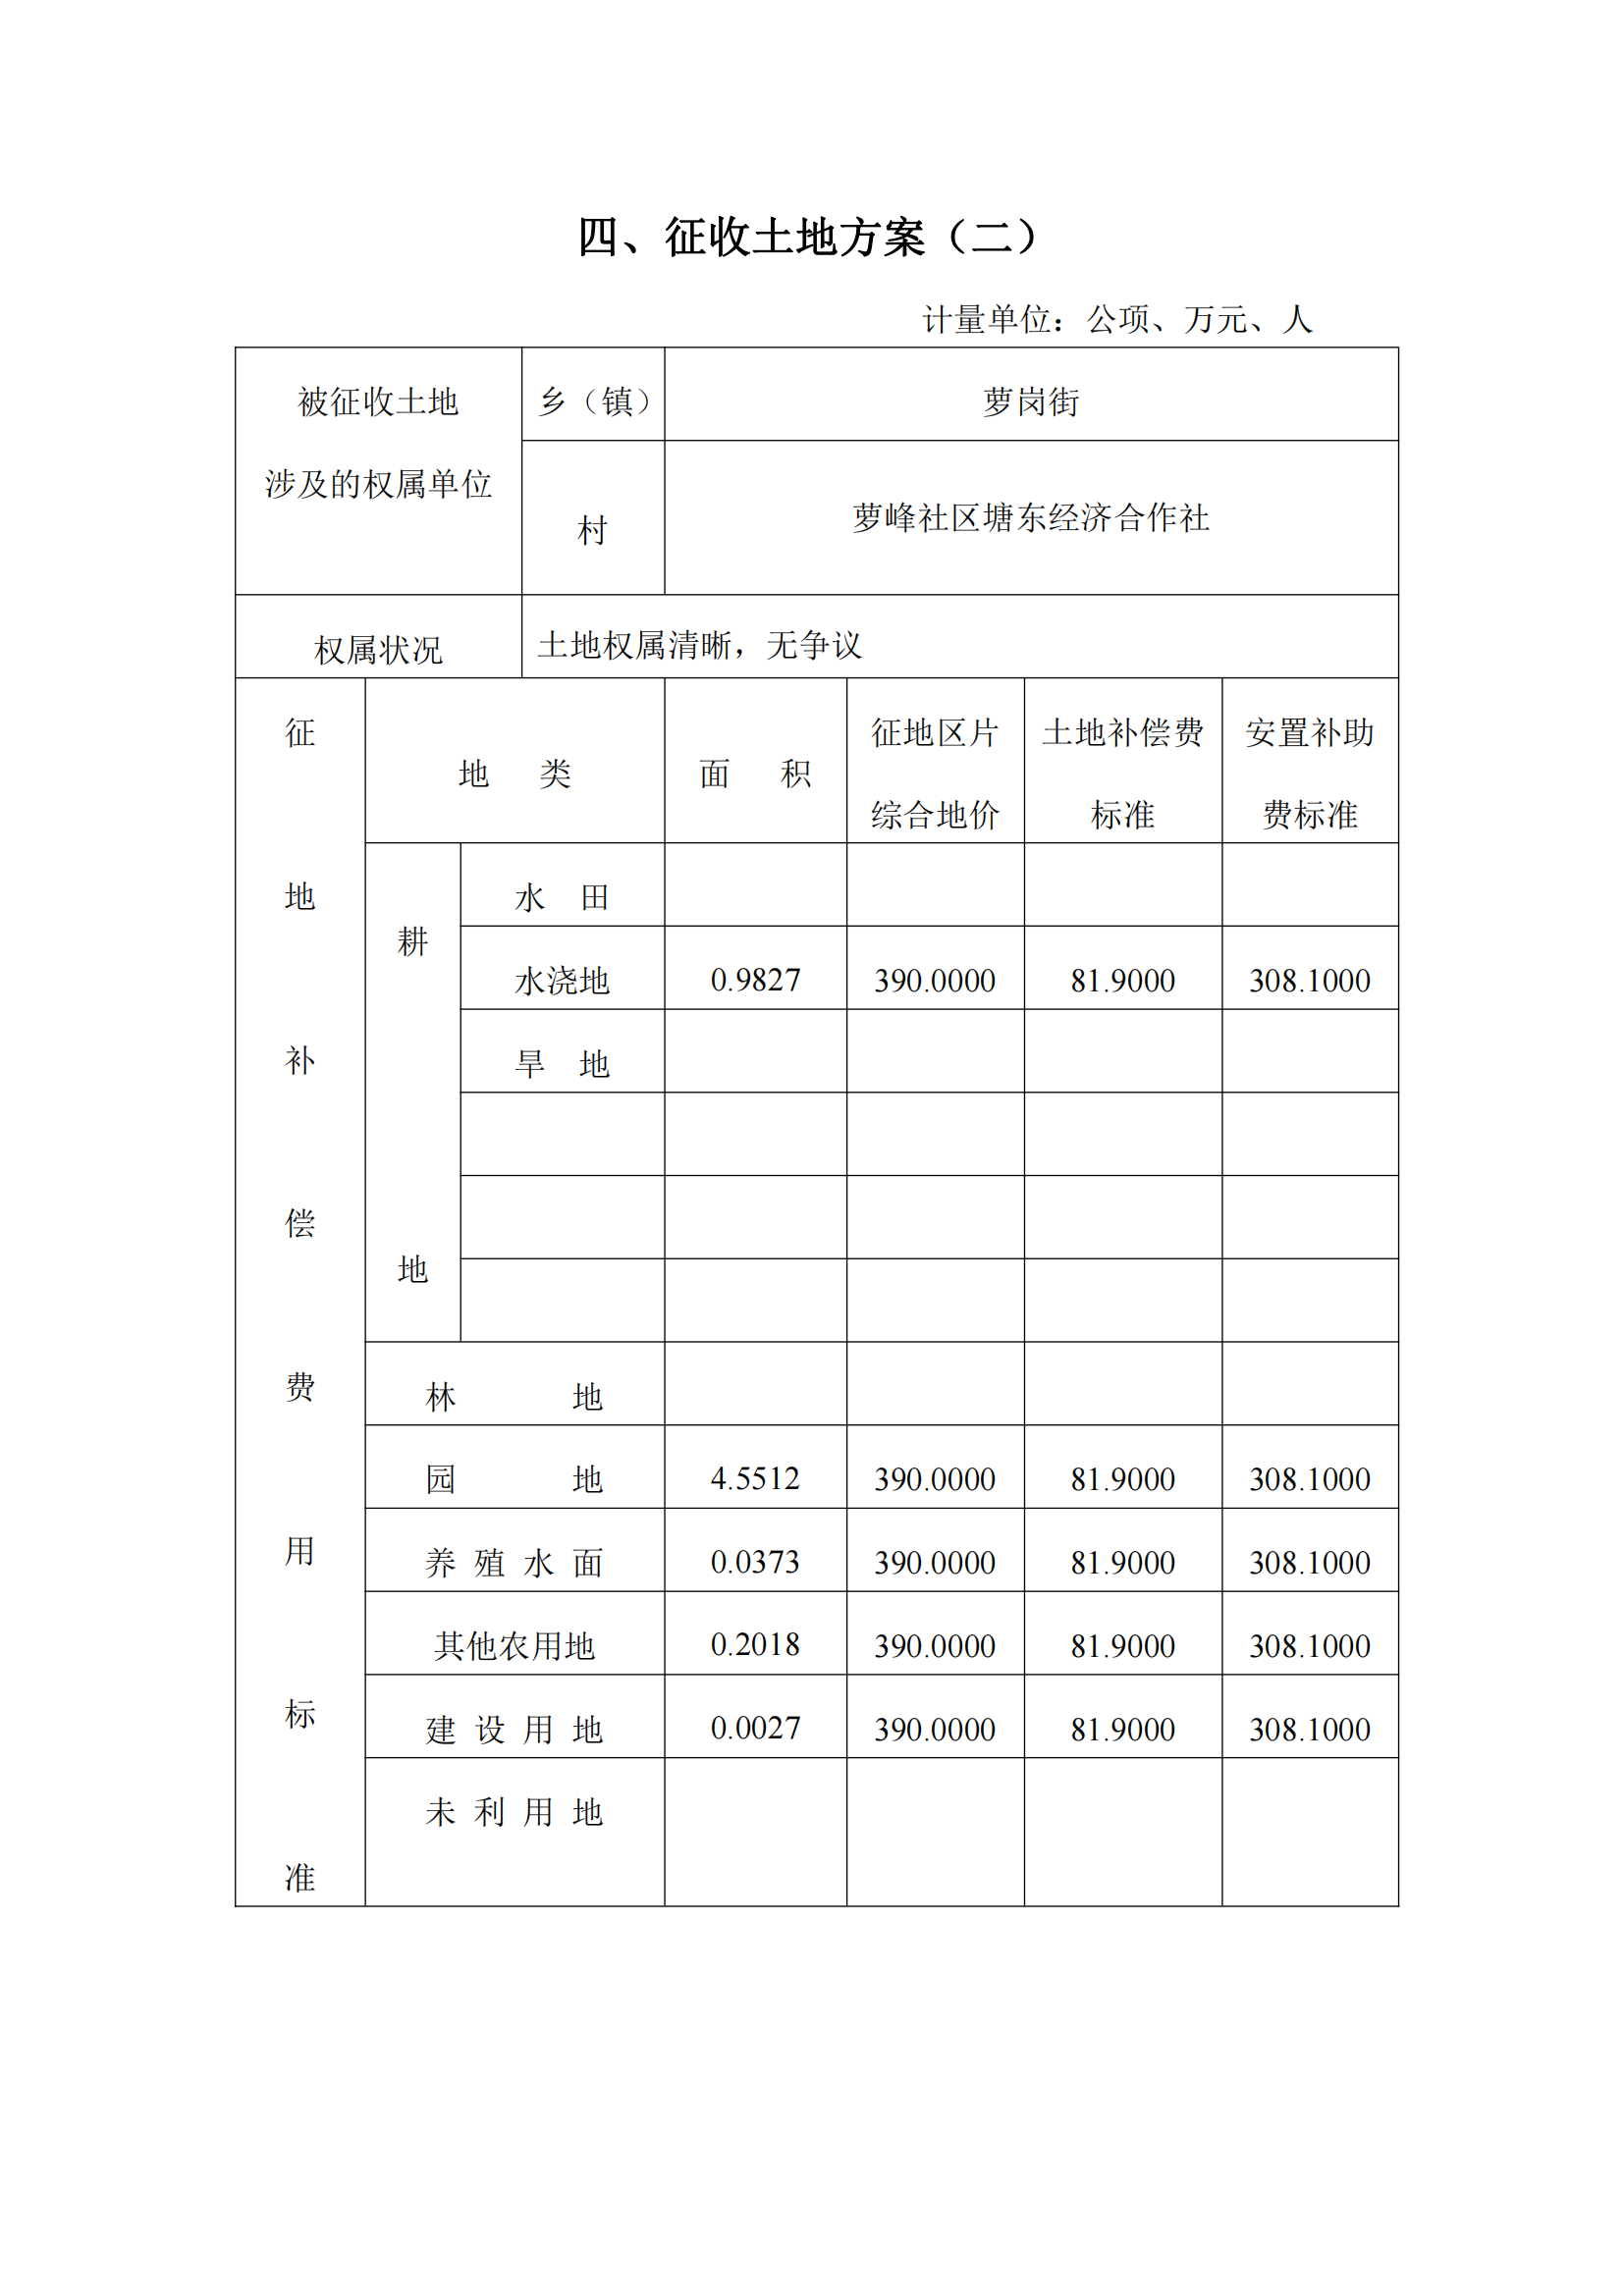 四、征收土地方案（二）
计量单位：公项、万元、人
被征收土地
涉及的权属单位
乡（镇）
萝岗街
村
萝峰社区塘东经济合作社
权属状况
土地权属清晰，无争议
征地补偿费用标准
地 类
面 积
征地区片
综合地价
土地补偿费
标准
安置补助
费标准
耕地
水 田
水浇地 0.9827 390.0000 81.9000 308.1000
旱 地
林 地
园 地 4.5512 390.0000 81.9000 308.1000
养 殖 水 面 0.0373 390.0000 81.9000 308.1000
其他农用地 0.2018 390.0000 81.9000 308.1000
建 设 用 地 0.0027 390.0000 81.9000 308.1000
未 利 用 地